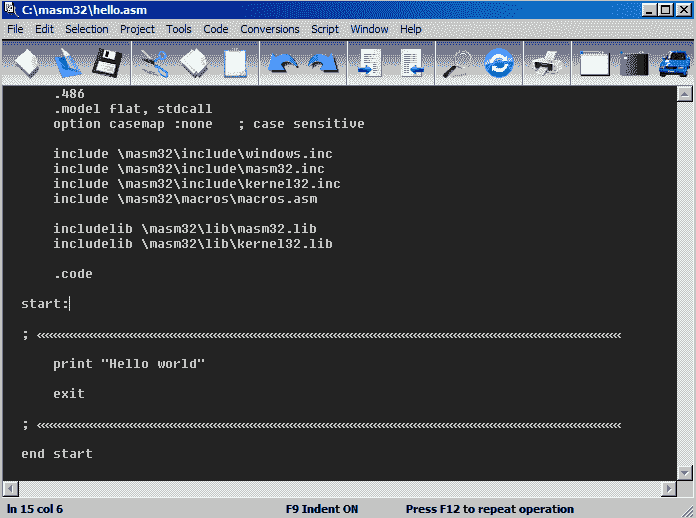 C:\masm32\hello.asm
File Edit Selection Project Tools Code Conversions Script Window Help
.486
.model flat, stdcall
option casemap :none ; case sensitive
include \masm32\include\windows.inc
include \masm32\include\masm32.inc
include \masm32\include\kernel32.inc
include \masm32\macros\macros.asm
includelib \masm32\lib\masm32.lib
includelib \masm32\lib\kernel32.lib
.code
start:
; «««««««««««««««««««««««««««««««««««««««««««««««««««««««««««««««««««««««««
print "Hello world"
exit
; «««««««««««««««««««««««««««««««««««««««««««««««««««««««««««««««««««««««««
end start
ln 15 col 6 F9 Indent ON Press F12 to repeat operation